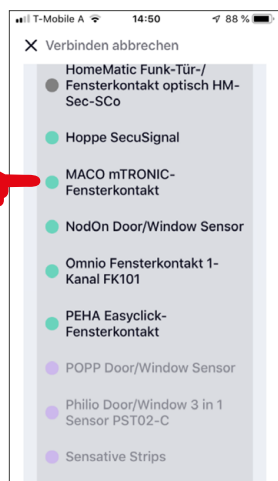 T-Mobile A 14:50 88 %
Verbinden abbrechen
HomeMatic Funk-Tür-/
Fensterkontakt optisch HM-
Sec-SCo
Hoppe SecuSignal
MACO mTRONIC-
Fensterkontakt
NodOn Door/Window Sensor
Omnio Fensterkontakt 1-
Kanal FK101
PEHA Easyclick-
Fensterkontakt
POPP Door/Window Sensor
Philio Door/Window 3 in 1
Sensor PST02-C
Sensative Strips